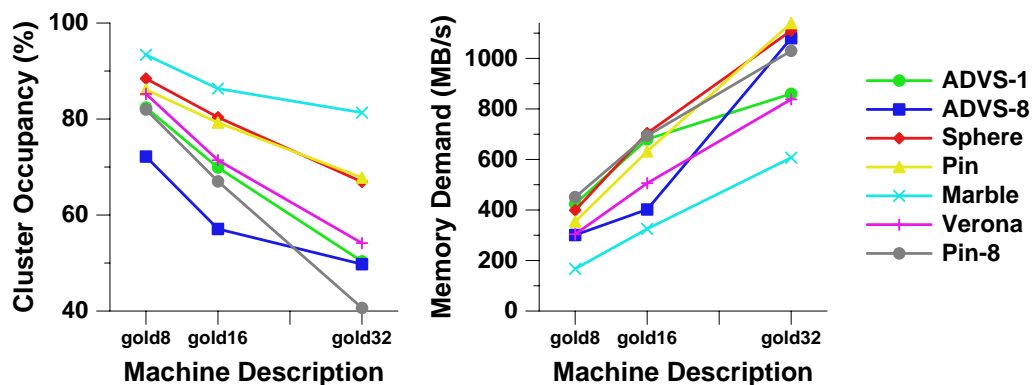 Cluster Occupancy (%)
100
80
60
40
gold8 gold16 gold32
Machine Description
Memory Demand (MB/s)
1000
800
600
400
200
0
gold8 gold16 gold32
Machine Description
ADVS-1
ADVS-8
Sphere
Pin
Marble
Verona
Pin-8